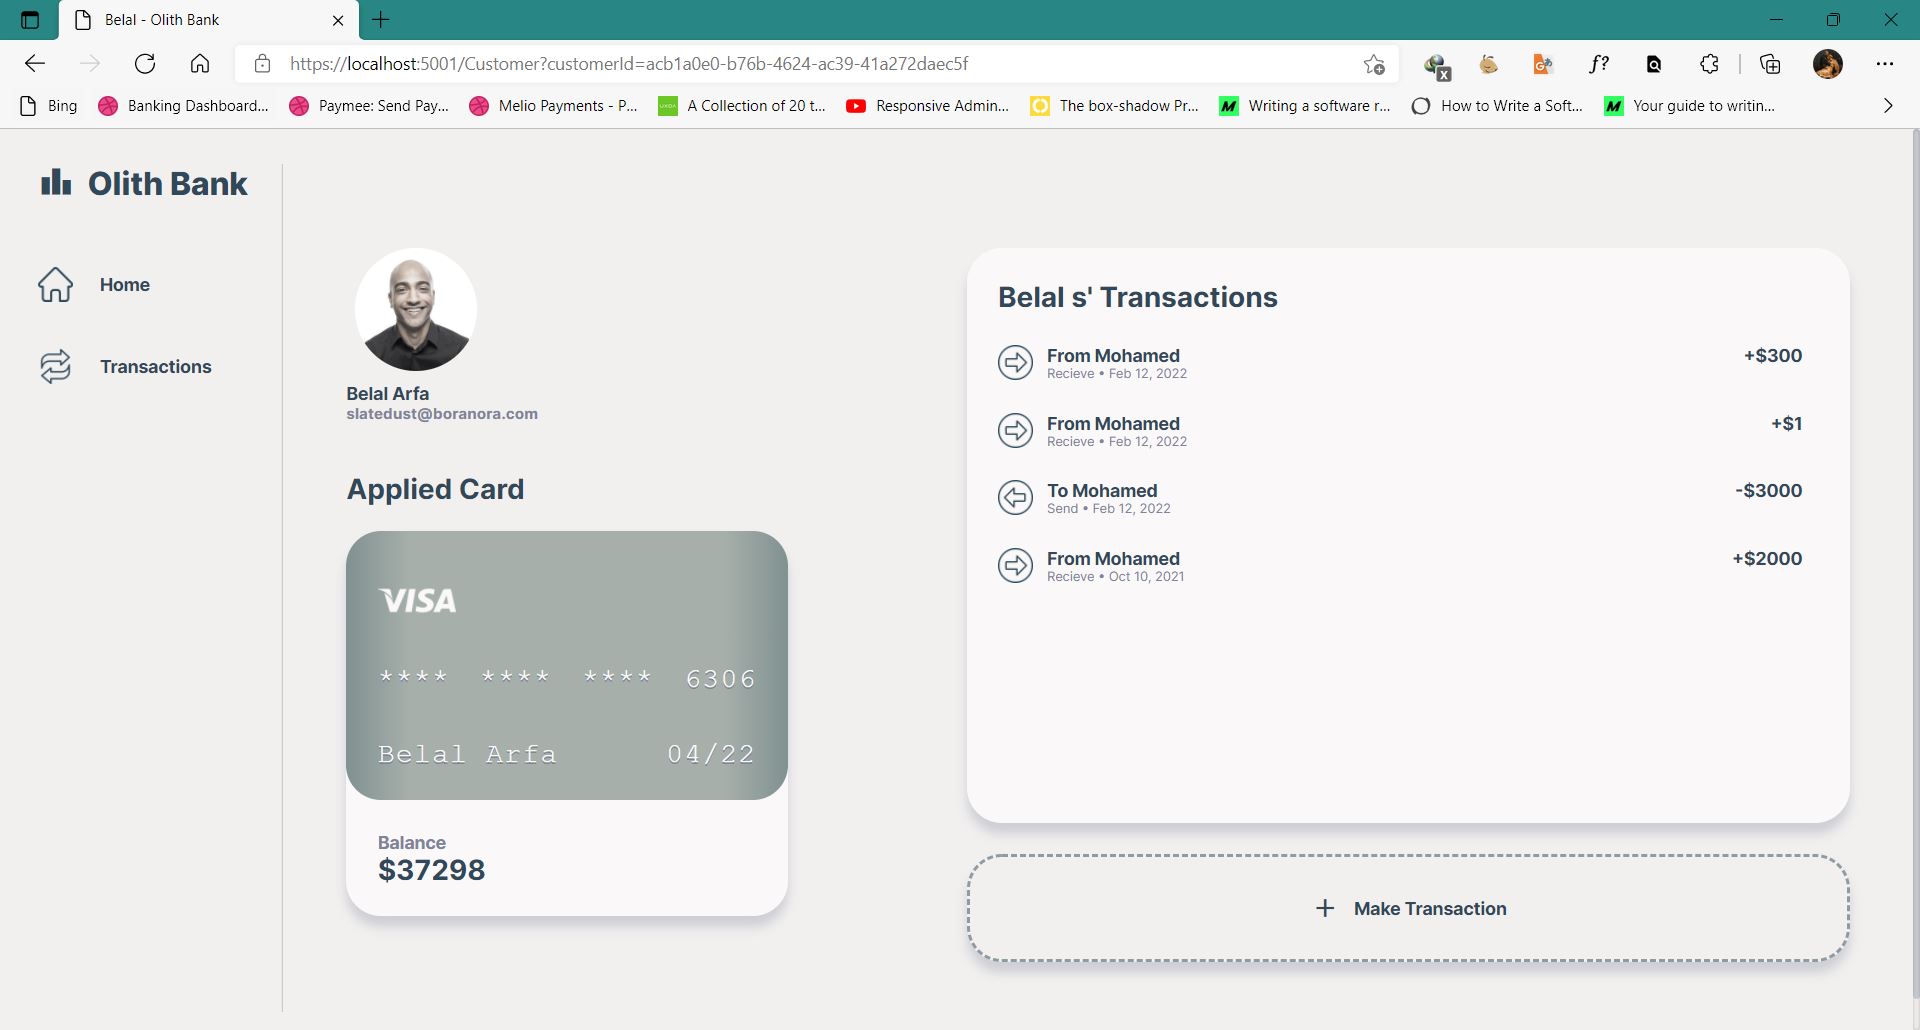 Belal - Olith Bank
https://localhost:5001/Customer?customerId=acb1a0e0-b76b-4624-ac39-41a272daec5f
Bing
Banking Dashboard...
Paymee: Send Pay...
Melio Payments - P...
A Collection of 20 t...
Responsive Admin...
The box-shadow Pr...
Writing a software r...
How to Write a Soft...
Your guide to writin...
Olith Bank
Home
Transactions
Belal Arfa
slatedust@boranora.com
Applied Card
VISA
**** **** **** 6306
Belal Arfa 04/22
Balance
$37298
Belal s' Transactions
From Mohamed +$300
Recieve • Feb 12, 2022
From Mohamed +$1
Recieve • Feb 12, 2022
To Mohamed -$3000
Send • Feb 12, 2022
From Mohamed +$2000
Recieve • Oct 10, 2021
+ Make Transaction